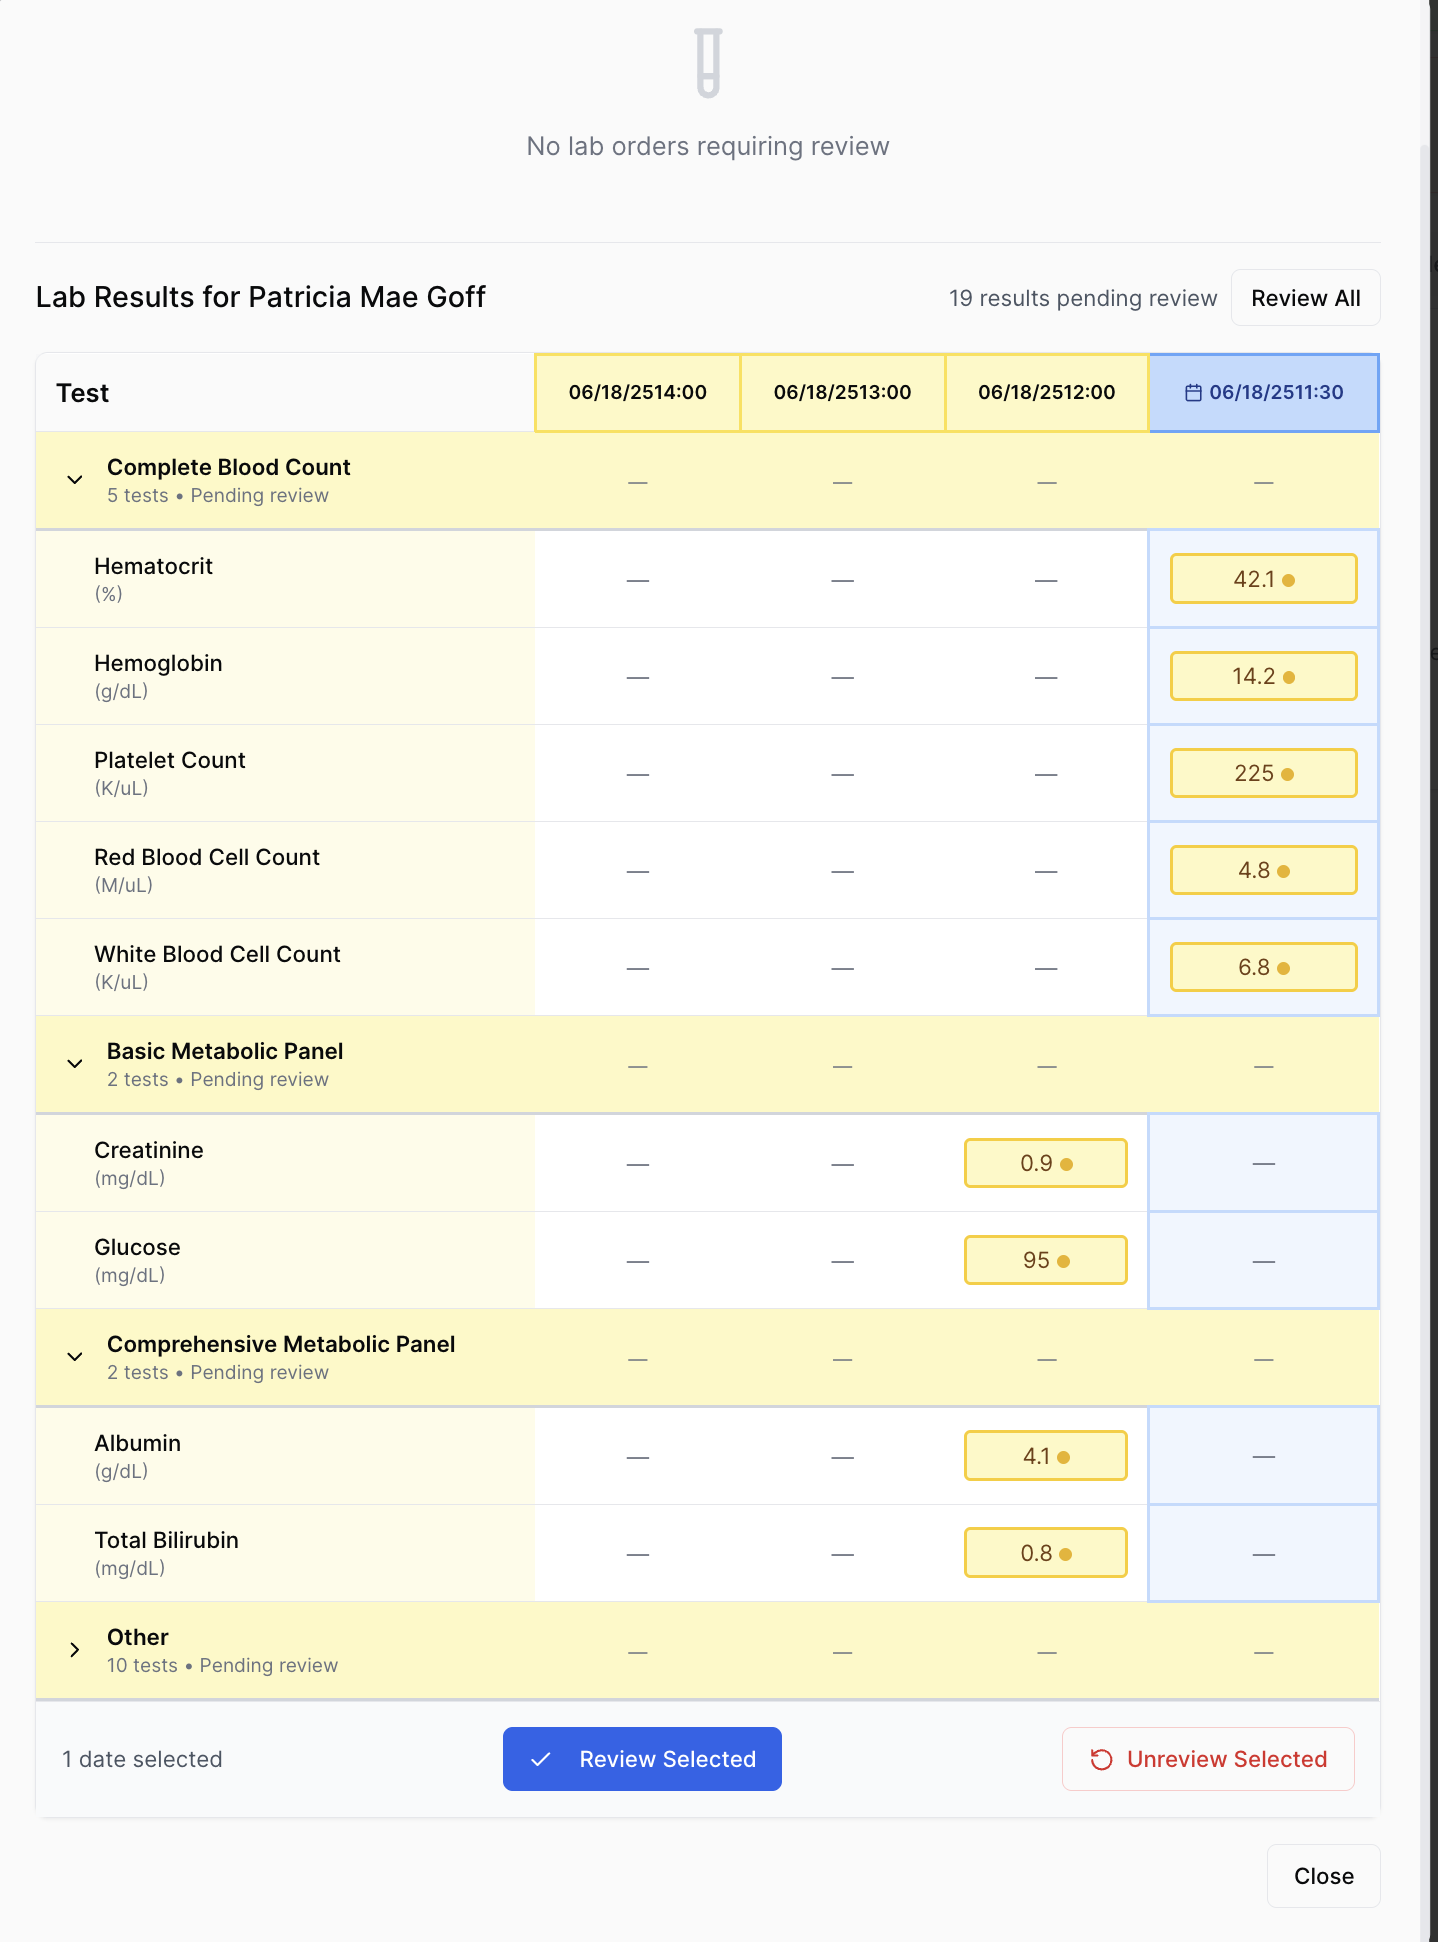 No lab orders requiring review
Lab Results for Patricia Mae Goff
19 results pending review
Review All
Test 06/18/2514:00 06/18/2513:00 06/18/2512:00 06/18/2511:30
Complete Blood Count
5 tests • Pending review
— — — —
Hematocrit
(%)
— — — 42.1
Hemoglobin
(g/dL)
— — — 14.2
Platelet Count
(K/uL)
— — — 225
Red Blood Cell Count
(M/uL)
— — — 4.8
White Blood Cell Count
(K/uL)
— — — 6.8
Basic Metabolic Panel
2 tests • Pending review
— — — —
Creatinine
(mg/dL)
— — 0.9 —
Glucose
(mg/dL)
— — 95 —
Comprehensive Metabolic Panel
2 tests • Pending review
— — — —
Albumin
(g/dL)
— — 4.1 —
Total Bilirubin
(mg/dL)
— — 0.8 —
Other
10 tests • Pending review
— — — —
1 date selected
Review Selected
Unreview Selected
Close